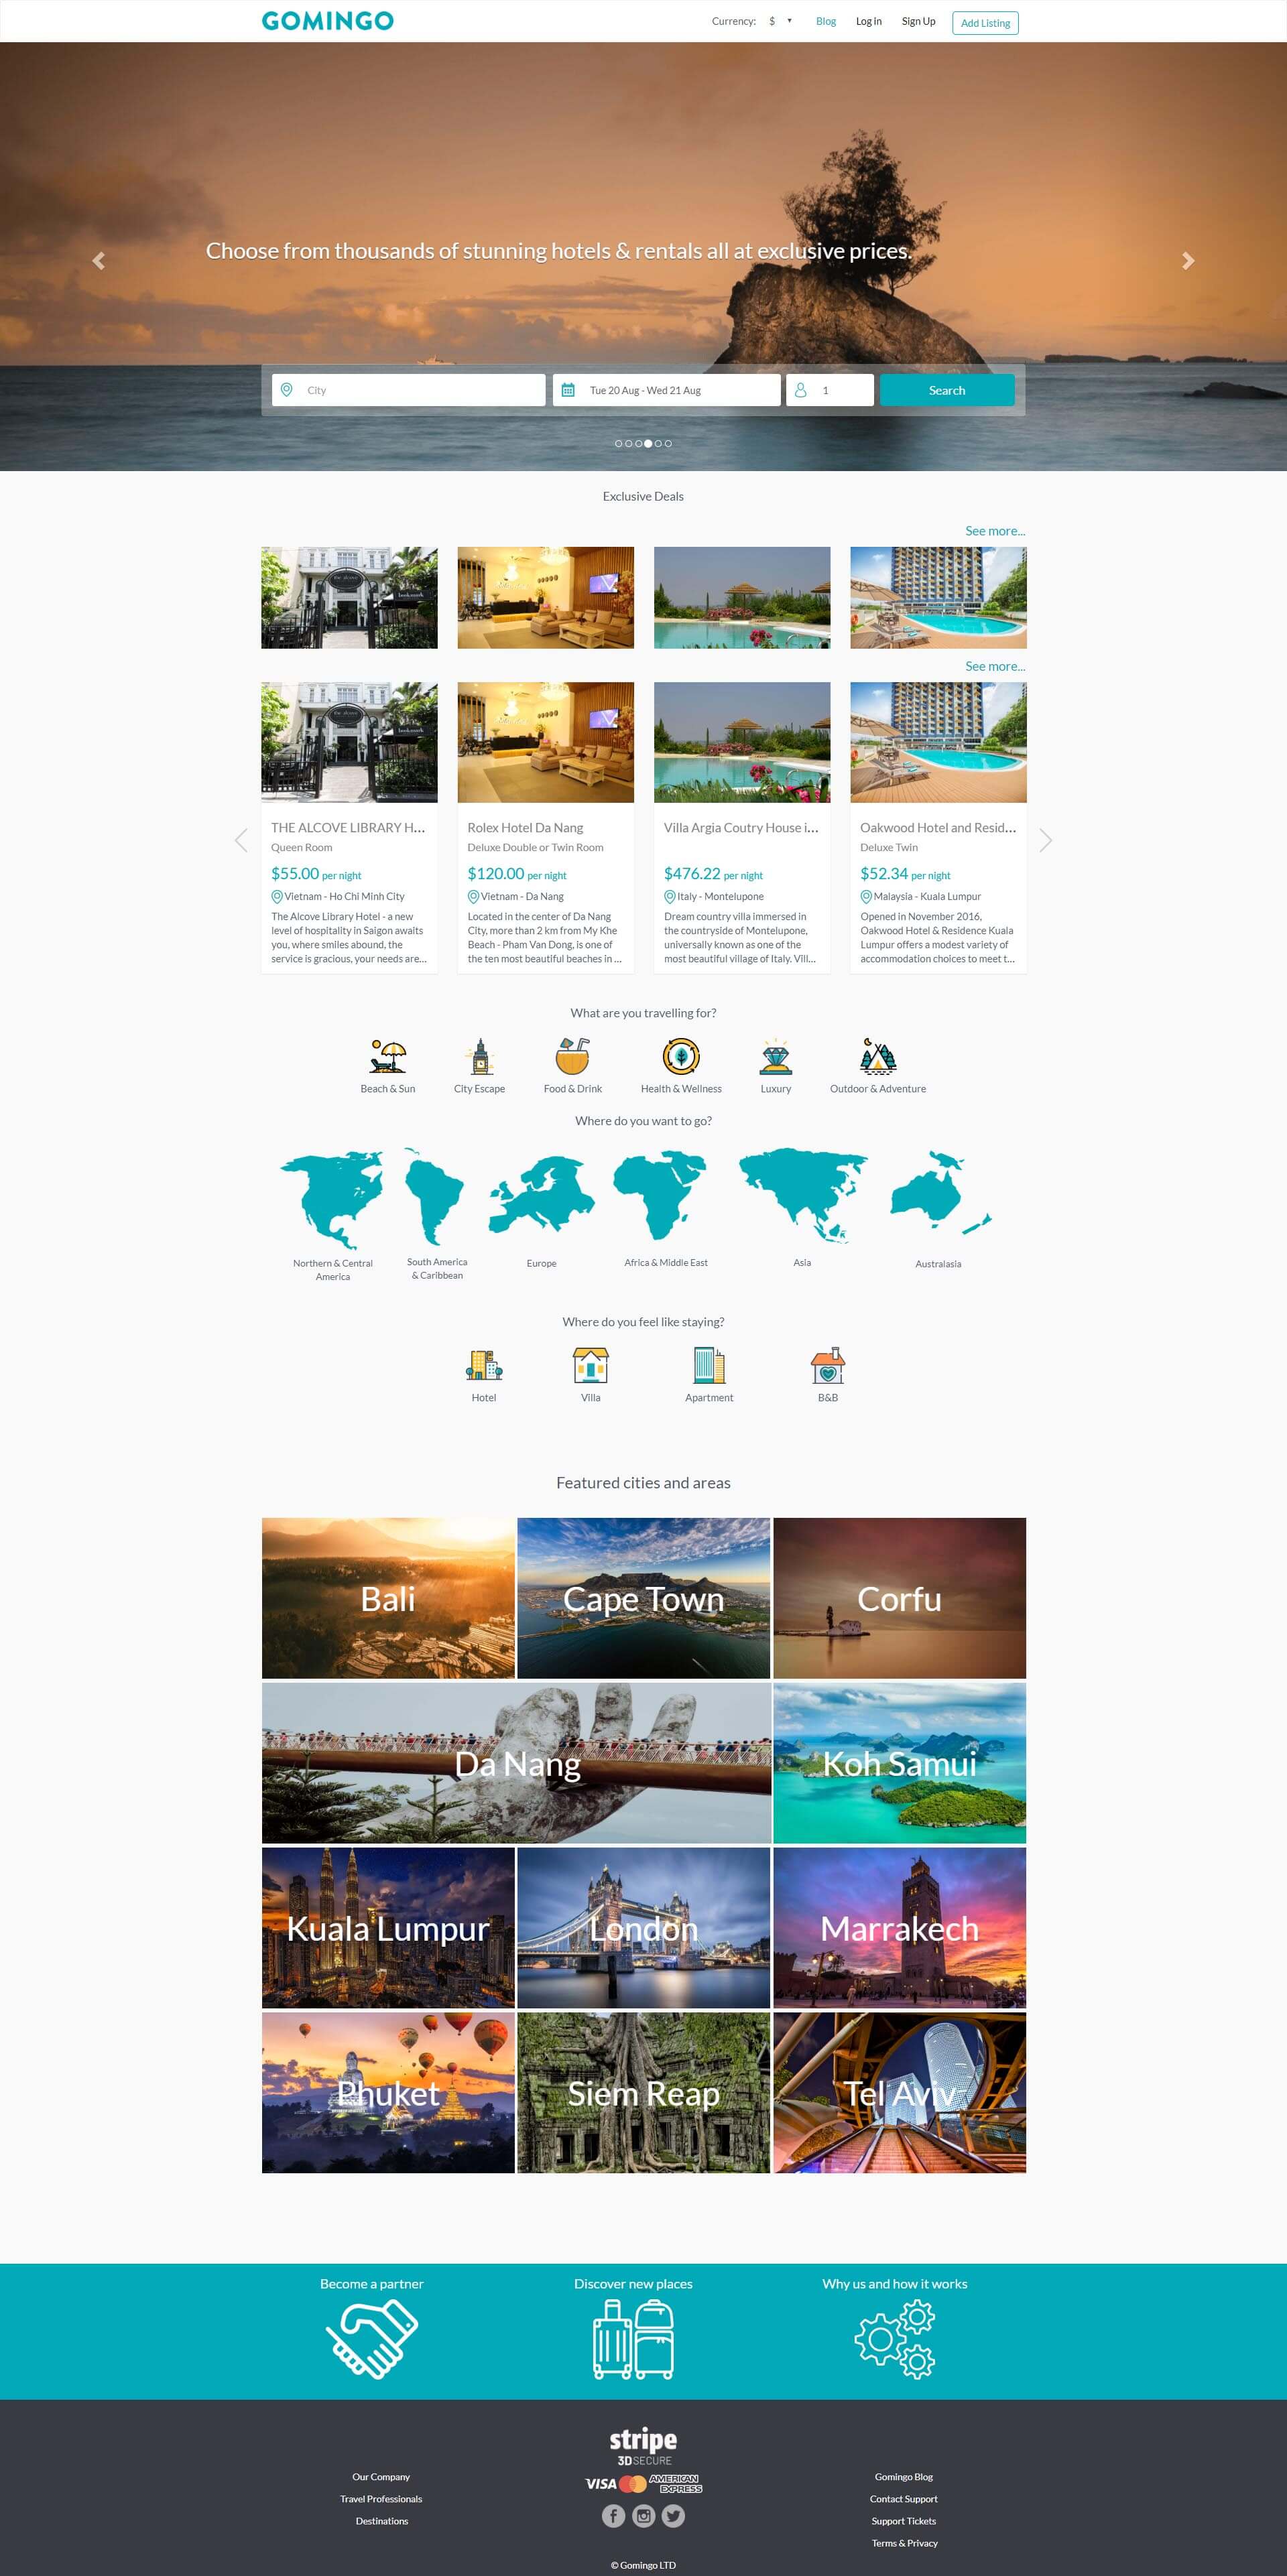 GOMINGO
Currency: $ Blog Log in Sign Up Add Listing
Choose from thousands of stunning hotels & rentals all at exclusive prices.
City Tue 20 Aug - Wed 21 Aug 1 Search
Exclusive Deals
See more...
See more...
THE ALCOVE LIBRARY H...
Queen Room
$55.00 per night
Vietnam - Ho Chi Minh City
The Alcove Library Hotel - a new
level of hospitality in Saigon awaits
you, where smiles abound, the
service is gracious, your needs are...
Rolex Hotel Da Nang
Deluxe Double or Twin Room
$120.00 per night
Vietnam - Da Nang
Located in the center of Da Nang
City, more than 2 km from My Khe
Beach - Pham Van Dong, is one of
the ten most beautiful beaches in ...
Villa Argia Coutry House i...
$476.22 per night
Italy - Montelupone
Dream country villa immersed in
the countryside of Montelupone,
universally known as one of the
most beautiful village of Italy. Vill...
Oakwood Hotel and Resid...
Deluxe Twin
$52.34 per night
Malaysia - Kuala Lumpur
Opened in November 2016,
Oakwood Hotel & Residence Kuala
Lumpur offers a modest variety of
accommodation choices to meet t...
What are you travelling for?
Beach & Sun City Escape Food & Drink Health & Wellness Luxury Outdoor & Adventure
Where do you want to go?
Northern & Central
America
South America
& Caribbean
Europe
Africa & Middle East
Asia
Australasia
Where do you feel like staying?
Hotel Villa Apartment B&B
Featured cities and areas
Bali Cape Town Corfu
Da Nang Koh Samui
Kuala Lumpur London Marrakech
Phuket Siem Reap Tel Aviv
Become a partner Discover new places Why us and how it works
stripe
3D SECURE
VISA AMERICAN
EXPRESS
Our Company
Travel Professionals
Destinations
Gomingo Blog
Contact Support
Support Tickets
Terms & Privacy
© Gomingo LTD